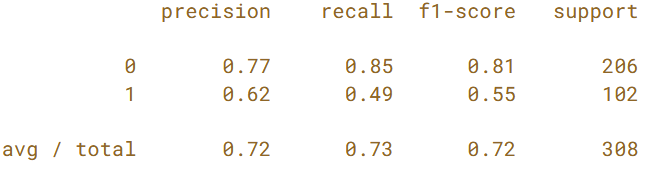 precision recall f1-score support
0 0.77 0.85 0.81 206
1 0.62 0.49 0.55 102
avg / total 0.72 0.73 0.72 308